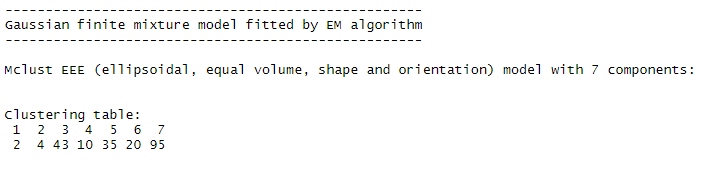 --------------------------------------------------
Gaussian finite mixture model fitted by EM algorithm
--------------------------------------------------
Mclust EEE (ellipsoidal, equal volume, shape and orientation) model with 7 components:
Clustering table:
1 2 3 4 5 6 7
2 4 43 10 35 20 95